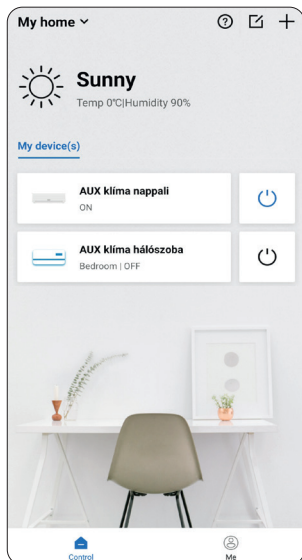 My home
Sunny
Temp 0°C|Humidity 90%
My device(s)
AUX klíma nappali
ON
AUX klíma hálószoba
Bedroom | OFF
Control
Me